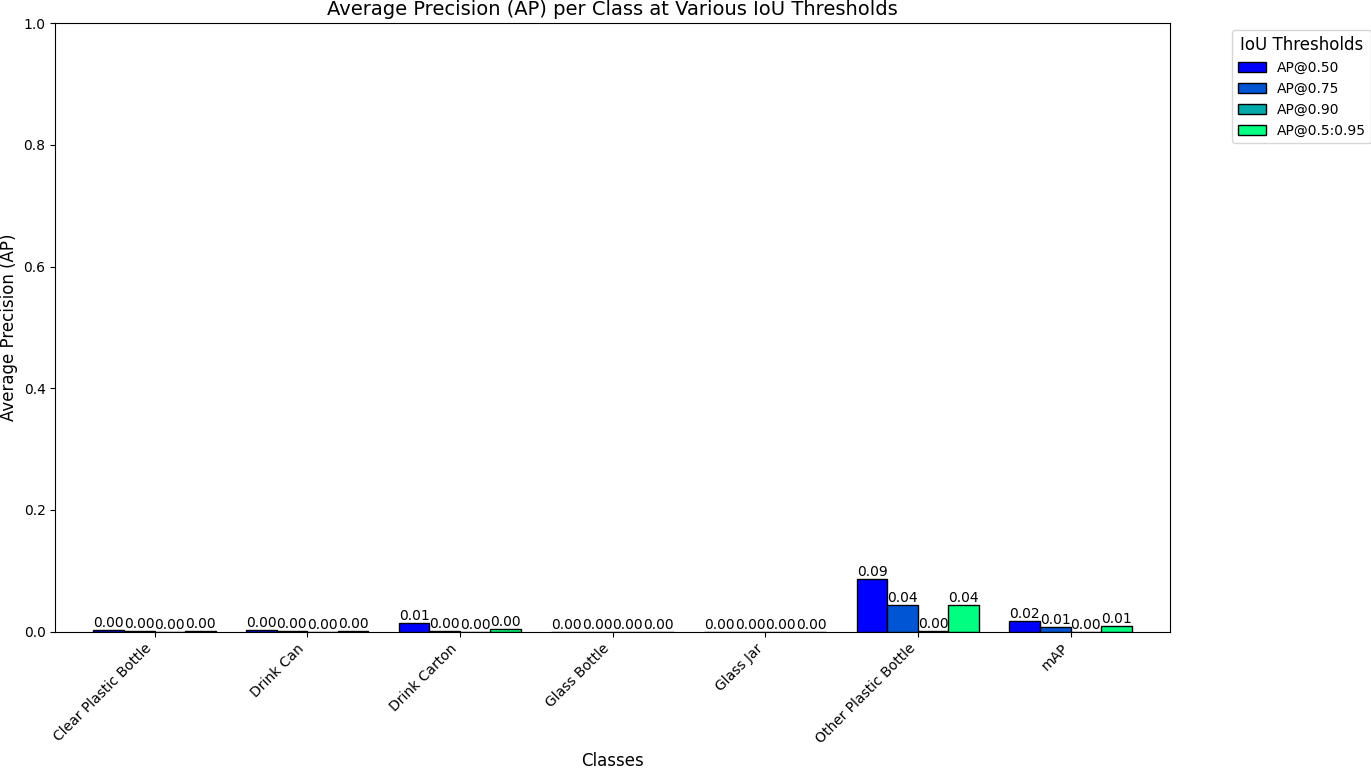 Average Precision (AP) per Class at Various IoU Thresholds
IoU Thresholds
AP@0.50
AP@0.75
AP@0.90
AP@0.5:0.95
Average Precision (AP)
1.0
0.8
0.6
0.4
0.2
0.0
0.00 0.00 0.00 0.00
0.00 0.00 0.00 0.00
0.01 0.00 0.00 0.00
0.00 0.00 0.00 0.00
0.00 0.00 0.00 0.00
0.09 0.04 0.00 0.04
0.02 0.01 0.00 0.01
Clear Plastic Bottle
Drink Can
Drink Carton
Glass Bottle
Glass Jar
Other Plastic Bottle
mAP
Classes